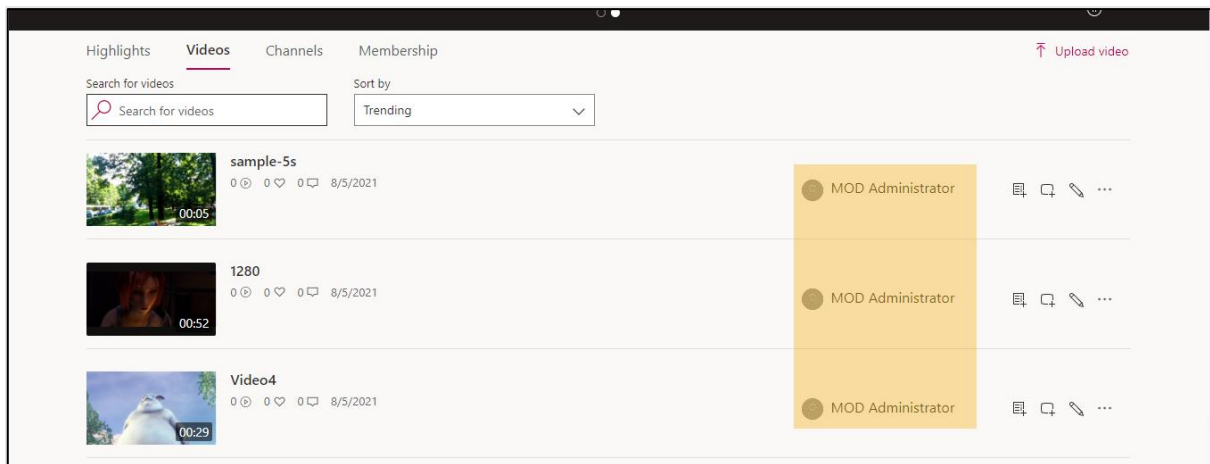 Highlights Videos Channels Membership Upload video
Search for videos Sort by
Search for videos Trending
sample-5s
0 0 0 8/5/2021 MOD Administrator
00:05
1280
0 0 0 8/5/2021 MOD Administrator
00:52
Video4
0 0 0 8/5/2021 MOD Administrator
00:29